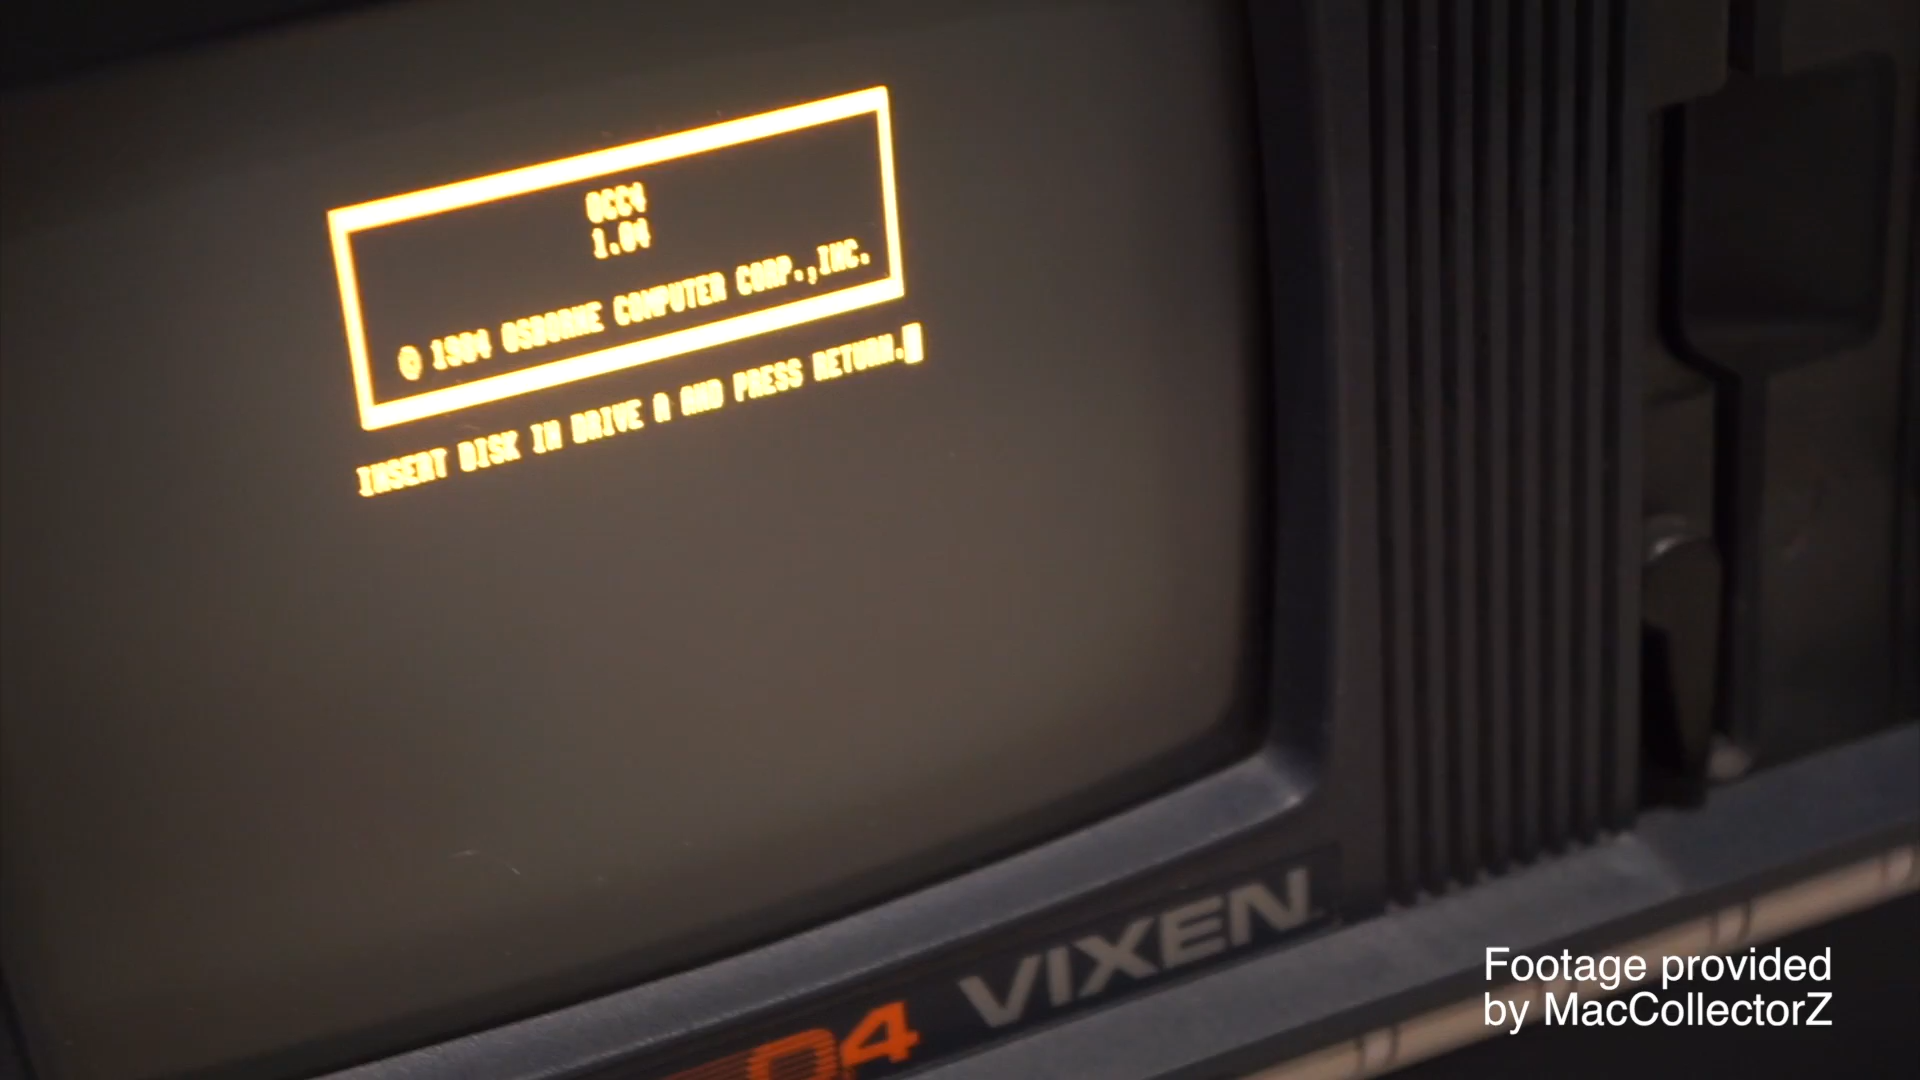 OCC4
1.04
© 1984 OSBORNE COMPUTER CORP.,INC.
INSERT DISK IN DRIVE A AND PRESS RETURN.
O4 VIXEN
Footage provided
by MacCollectorZ